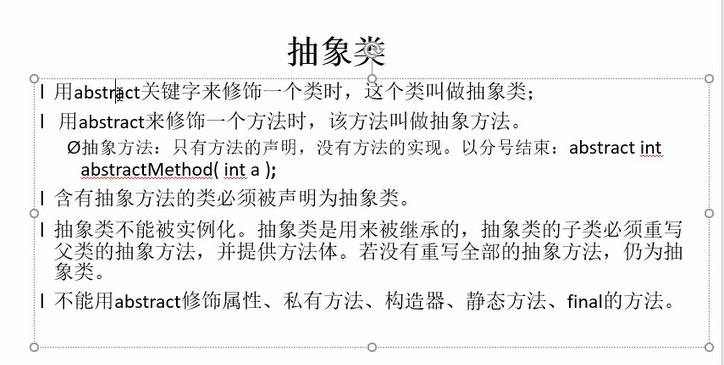 抽象类
l 用abstract关键字来修饰一个类时，这个类叫做抽象类；
l 用abstract来修饰一个方法时，该方法叫做抽象方法。
Ø抽象方法：只有方法的声明，没有方法的实现。以分号结束：abstract int
abstractMethod( int a );
l 含有抽象方法的类必须被声明为抽象类。
l 抽象类不能被实例化。抽象类是用来被继承的，抽象类的子类必须重写
父类的抽象方法，并提供方法体。若没有重写全部的抽象方法，仍为抽
象类。
l 不能用abstract修饰属性、私有方法、构造器、静态方法、final的方法。